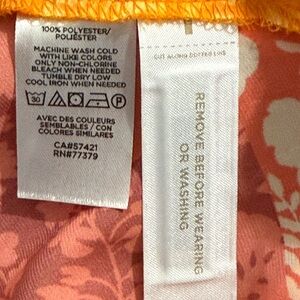 100% POLYESTER/
POLIÉSTER
MACHINE WASH COLD
WITH LIKE COLORS
ONLY NON-CHLORINE
BLEACH WHEN NEEDED
TUMBLE DRY LOW
COOL IRON WHEN NEEDED
30
P
AVEC DES COULEURS
SEMBLABLES / CON
COLORES SIMILARES
CA#57421
RN#77379
CUT ALONG DOTTED LINE
REMOVE BEFORE WEARING
OR WASHING